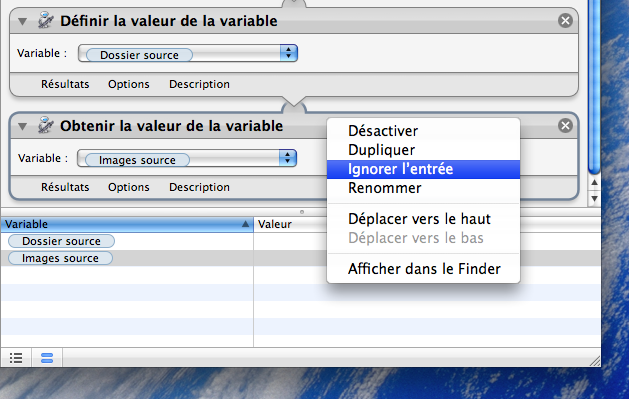 Définir la valeur de la variable
Variable : Dossier source
Résultats Options Description
Obtenir la valeur de la variable
Variable : Images source
Résultats Options Description
Désactiver
Dupliquer
Ignorer l'entrée
Renommer
Déplacer vers le haut
Déplacer vers le bas
Afficher dans le Finder
Variable Valeur
Dossier source
Images source